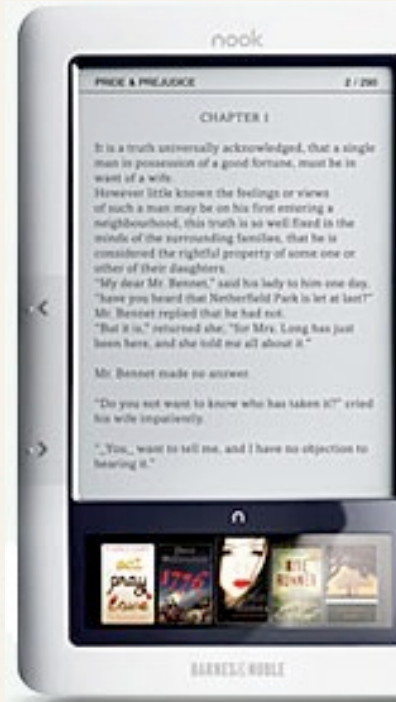 nook
PRIDE & PREJUDICE 2 / 290
CHAPTER 1
It is a truth universally acknowledged, that a single
man in possession of a good fortune, must be in
want of a wife.
However little known the feelings or views
of such a man may be on his first entering a
neighbourhood, this truth is so well fixed in the
minds of the surrounding families, that he is
considered the rightful property of some one or
other of their daughters.
"My dear Mr. Bennet," said his lady to him one day,
"have you heard that Netherfield Park is let at last?"
Mr. Bennet replied that he had not.
"But it is," returned she; "for Mrs. Long has just
been here, and she told me all about it."
Mr. Bennet made no answer.
"Do you not want to know who has taken it?" cried
his wife impatiently.
"_You_ want to tell me, and I have no objection to
hearing it."
eat
pray
love
1776
KITE
RUNNER
BARNES & NOBLE